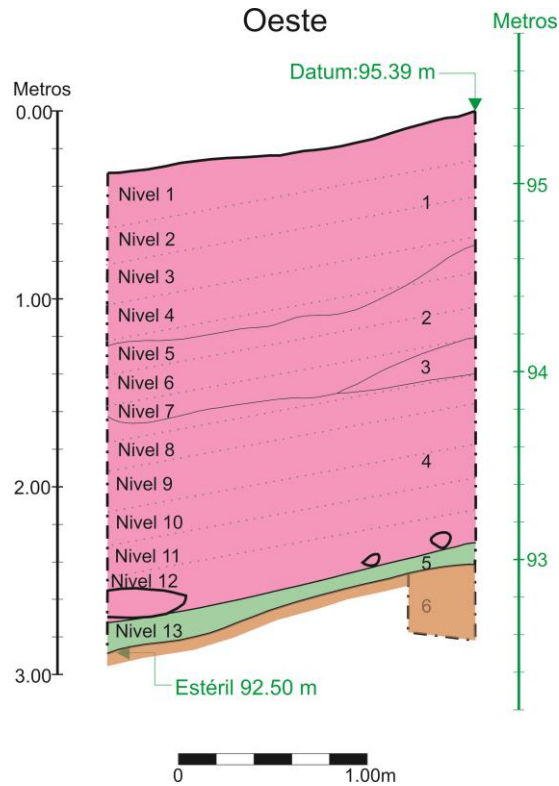 Oeste
Metros
Datum:95.39 m
Metros
0.00
95
Nivel 1
1
Nivel 2
Nivel 3
1.00
Nivel 4
2
Nivel 5
94
3
Nivel 6
Nivel 7
Nivel 8
4
Nivel 9
2.00
Nivel 10
Nivel 11
93
5
Nivel 12
6
Nivel 13
3.00
Estéril 92.50 m
0
1.00m